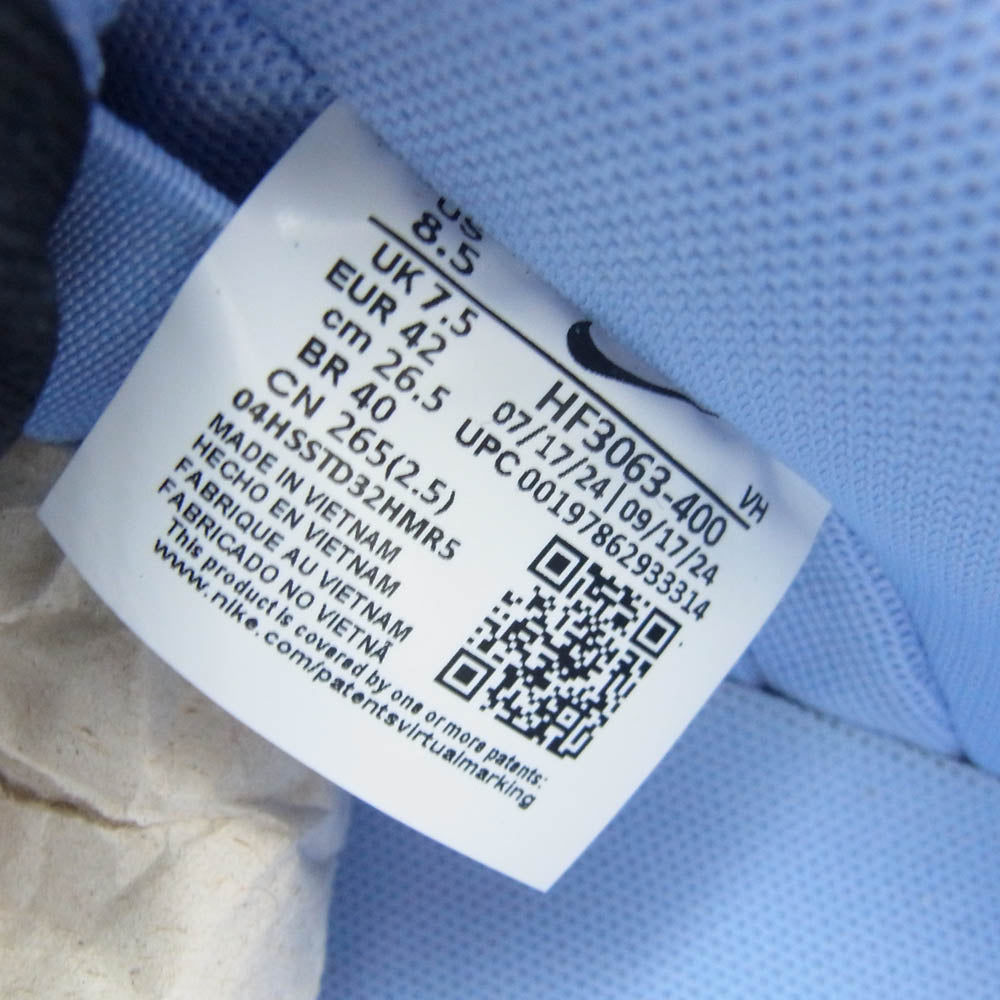 US
8.5
UK 7.5
EUR 42
cm 26.5
BR 40
CN 265(2.5)
04HSSTD32HMR5
MADE IN VIETNAM
HECHO EN VIETNAM
FABRIQUE AU VIETNAM
FABRICADO NO VIETNÃ
This product is covered by one or more patents:
www.nike.com/patentsvirtualmarking
VH
HF3063-400
07/17/24|09/17/24
UPC 00197862933314